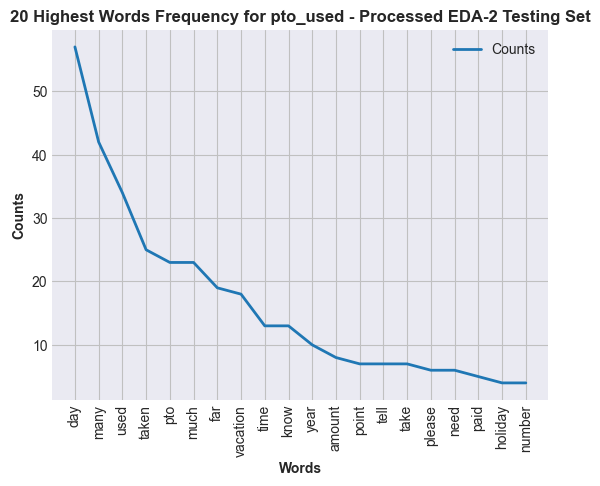 20 Highest Words Frequency for pto_used - Processed EDA-2 Testing Set
Counts
50
40
30
20
10
Counts
day
many
used
taken
pto
much
far
vacation
time
know
year
amount
point
tell
take
please
need
paid
holiday
number
Words